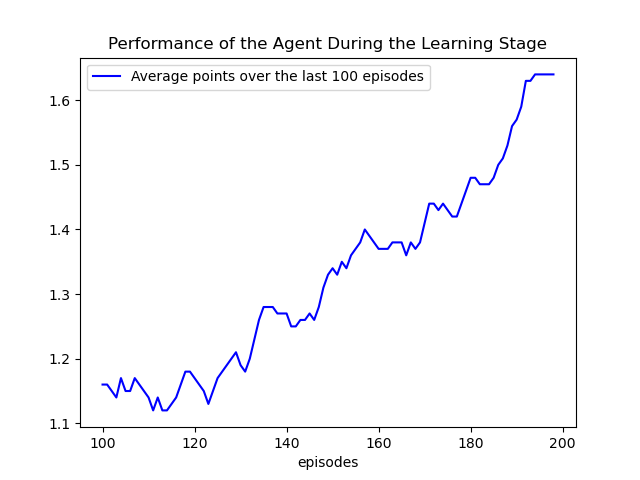 Performance of the Agent During the Learning Stage
Average points over the last 100 episodes
1.6
1.5
1.4
1.3
1.2
1.1
100 120 140 160 180 200
episodes